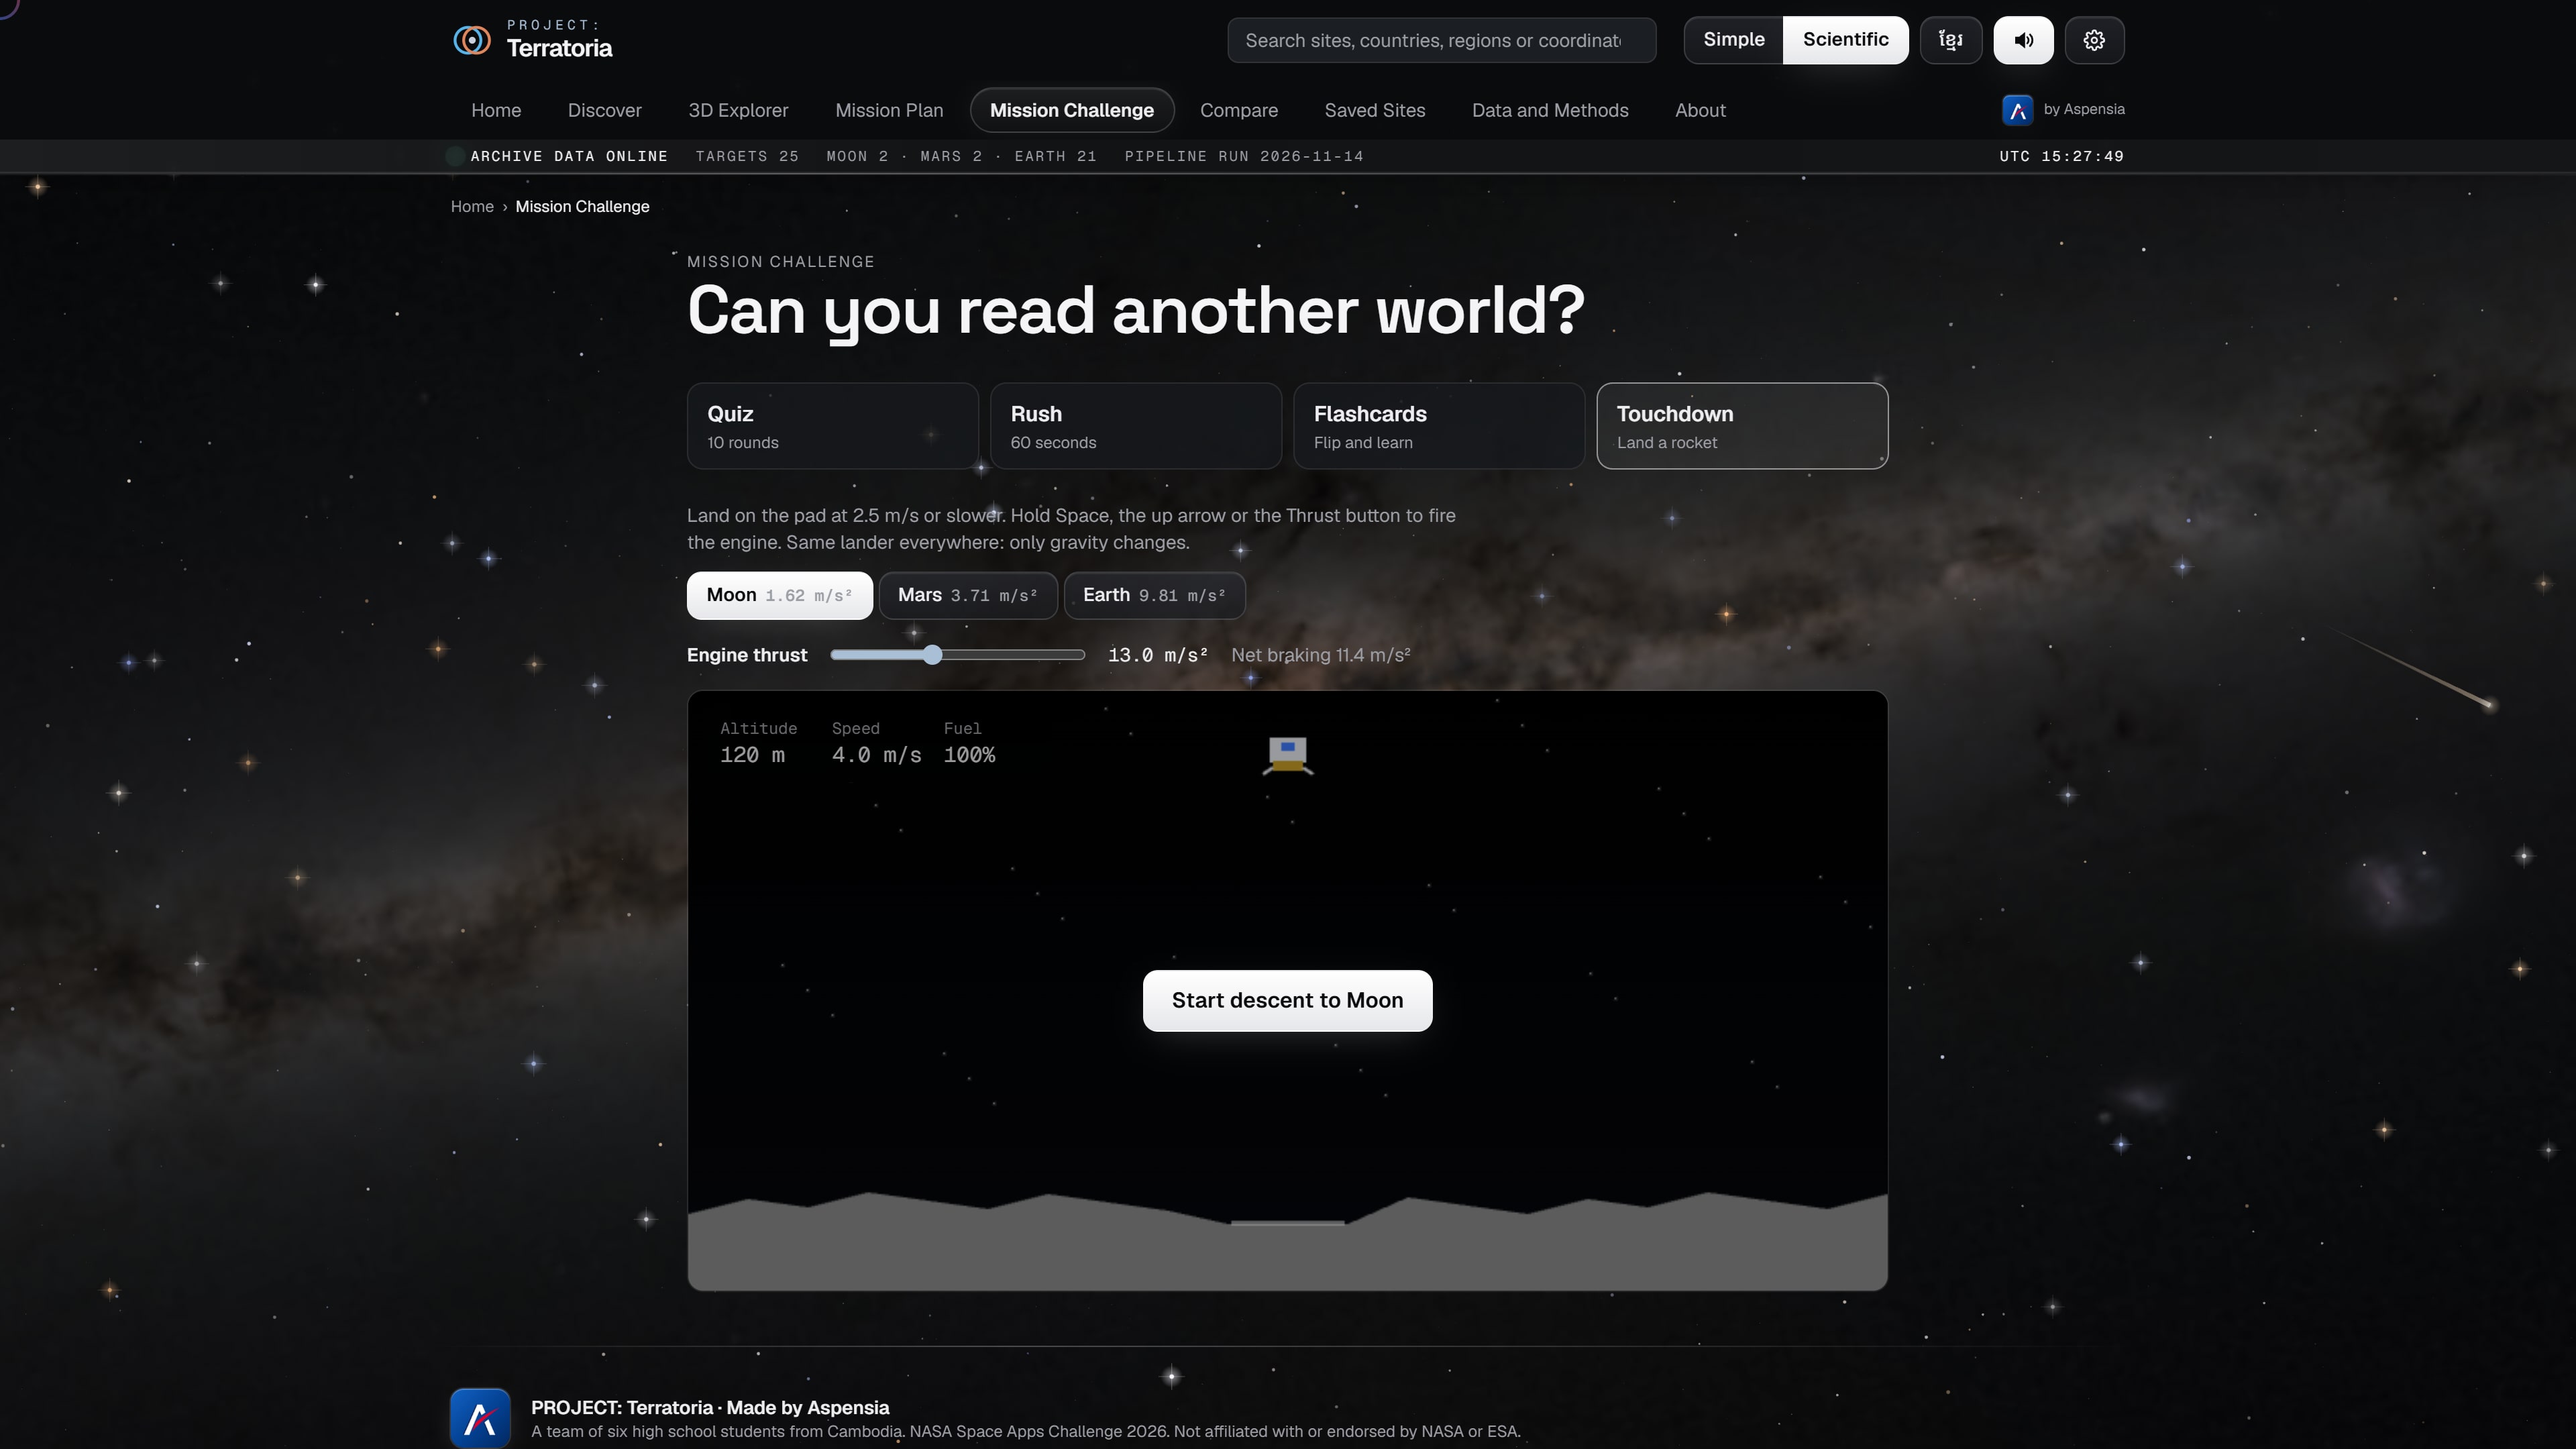 PROJECT:
Terratoria
Search sites, countries, regions or coordinat
Simple
Scientific
ខ្មែរ
Home
Discover
3D Explorer
Mission Plan
Mission Challenge
Compare
Saved Sites
Data and Methods
About
by Aspensia
ARCHIVE DATA ONLINE
TARGETS 25
MOON 2 · MARS 2 · EARTH 21
PIPELINE RUN 2026-11-14
UTC 15:27:49
Home › Mission Challenge
MISSION CHALLENGE
Can you read another world?
Quiz
10 rounds
Rush
60 seconds
Flashcards
Flip and learn
Touchdown
Land a rocket
Land on the pad at 2.5 m/s or slower. Hold Space, the up arrow or the Thrust button to fire
the engine. Same lander everywhere: only gravity changes.
Moon 1.62 m/s²
Mars 3.71 m/s²
Earth 9.81 m/s²
Engine thrust
13.0 m/s²
Net braking 11.4 m/s²
Altitude
120 m
Speed
4.0 m/s
Fuel
100%
Start descent to Moon
PROJECT: Terratoria · Made by Aspensia
A team of six high school students from Cambodia. NASA Space Apps Challenge 2026. Not affiliated with or endorsed by NASA or ESA.